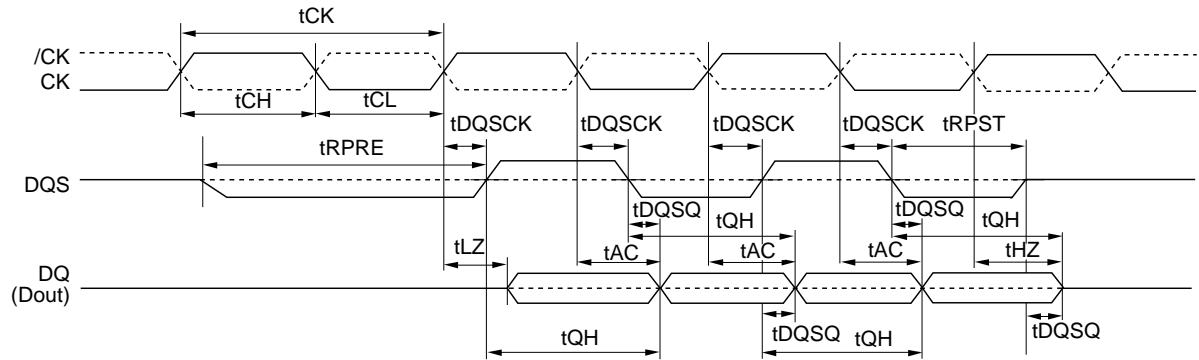 tCK
/CK
CK
tCH tCL
tDQSCK tDQSCK tDQSCK tDQSCK tRPST
tRPRE
DQS
tDQSQ tQH tDQSQ tQH
tLZ tAC tAC tAC tHZ
DQ
(Dout)
tDQSQ tDQSQ
tQH tQH